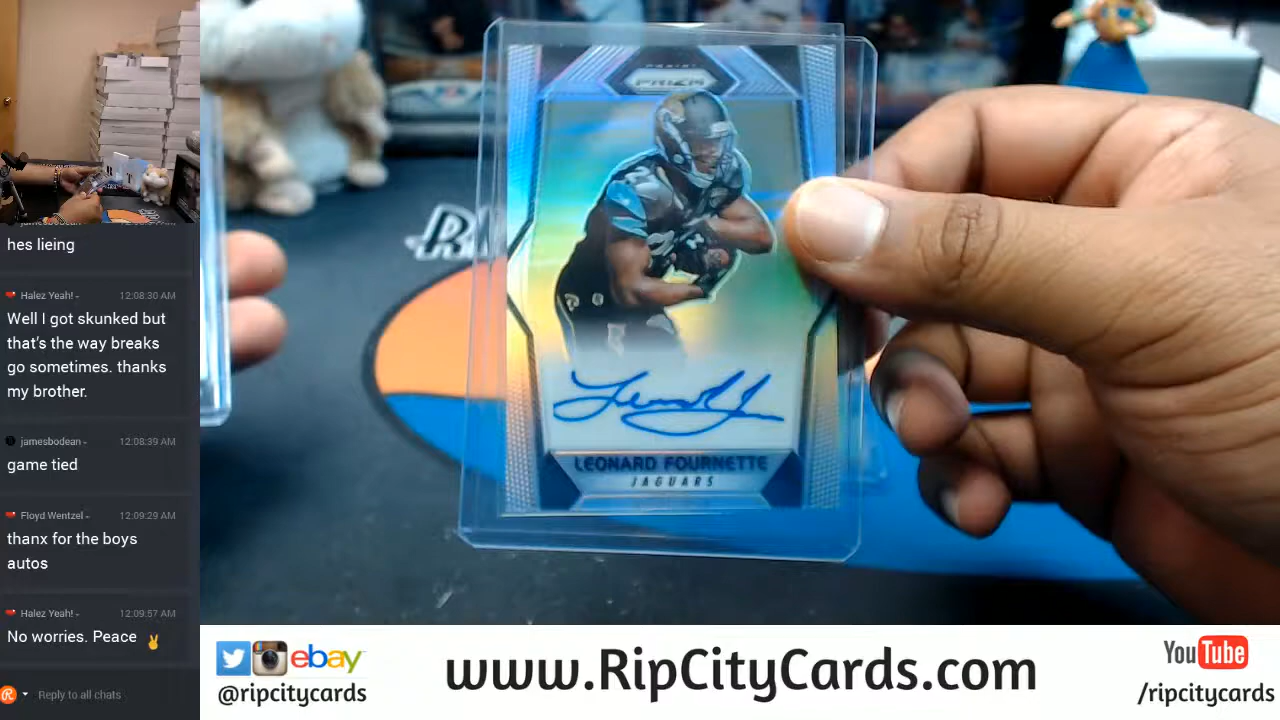 hes lieing
Halez Yeah! - 12:08:30 AM
Well I got skunked but
that's the way breaks
go sometimes. thanks
my brother.
jamesbodean - 12:08:39 AM
game tied
Floyd Wentzel - 12:09:29 AM
thanx for the boys
autos
Halez Yeah! - 12:09:57 AM
No worries. Peace ✌
Reply to all chats
PANINI
PRIZM
LEONARD FOURNETTE
JAGUARS
ebay
@ripcitycards
www.RipCityCards.com
YouTube
/ripcitycards